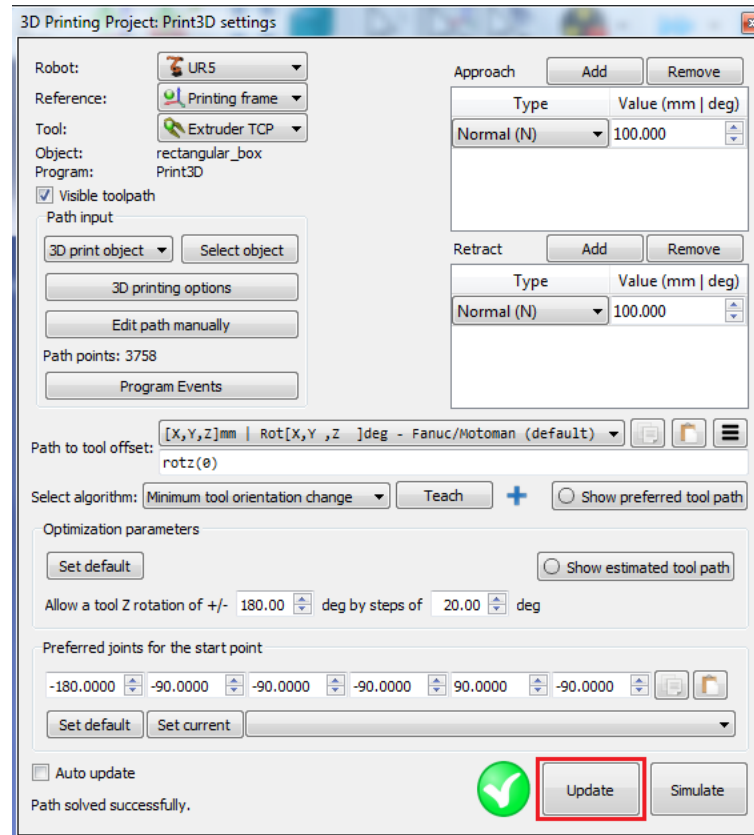 3D Printing Project: Print3D settings
Robot: UR5
Reference: Printing frame
Tool: Extruder TCP
Object: rectangular_box
Program: Print3D
Visible toolpath
Path input
3D print object Select object
3D printing options
Edit path manually
Path points: 3758
Program Events
Approach Add Remove
Type Value (mm | deg)
Normal (N) 100.000
Retract Add Remove
Type Value (mm | deg)
Normal (N) 100.000
Path to tool offset: [X,Y,Z]mm | Rot[X,Y ,Z ]deg - Fanuc/Motoman (default)
rotz(0)
Select algorithm: Minimum tool orientation change Teach Show preferred tool path
Optimization parameters
Set default Show estimated tool path
Allow a tool Z rotation of +/- 180.00 deg by steps of 20.00 deg
Preferred joints for the start point
-180.0000 -90.0000 -90.0000 -90.0000 90.0000 -90.0000
Set default Set current
Auto update
Path solved successfully.
Update Simulate